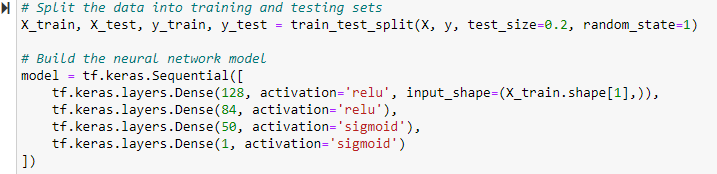 # Split the data into training and testing sets
X_train, X_test, y_train, y_test = train_test_split(X, y, test_size=0.2, random_state=1)
# Build the neural network model
model = tf.keras.Sequential([
    tf.keras.layers.Dense(128, activation='relu', input_shape=(X_train.shape[1],)),
    tf.keras.layers.Dense(84, activation='relu'),
    tf.keras.layers.Dense(50, activation='sigmoid'),
    tf.keras.layers.Dense(1, activation='sigmoid')
])